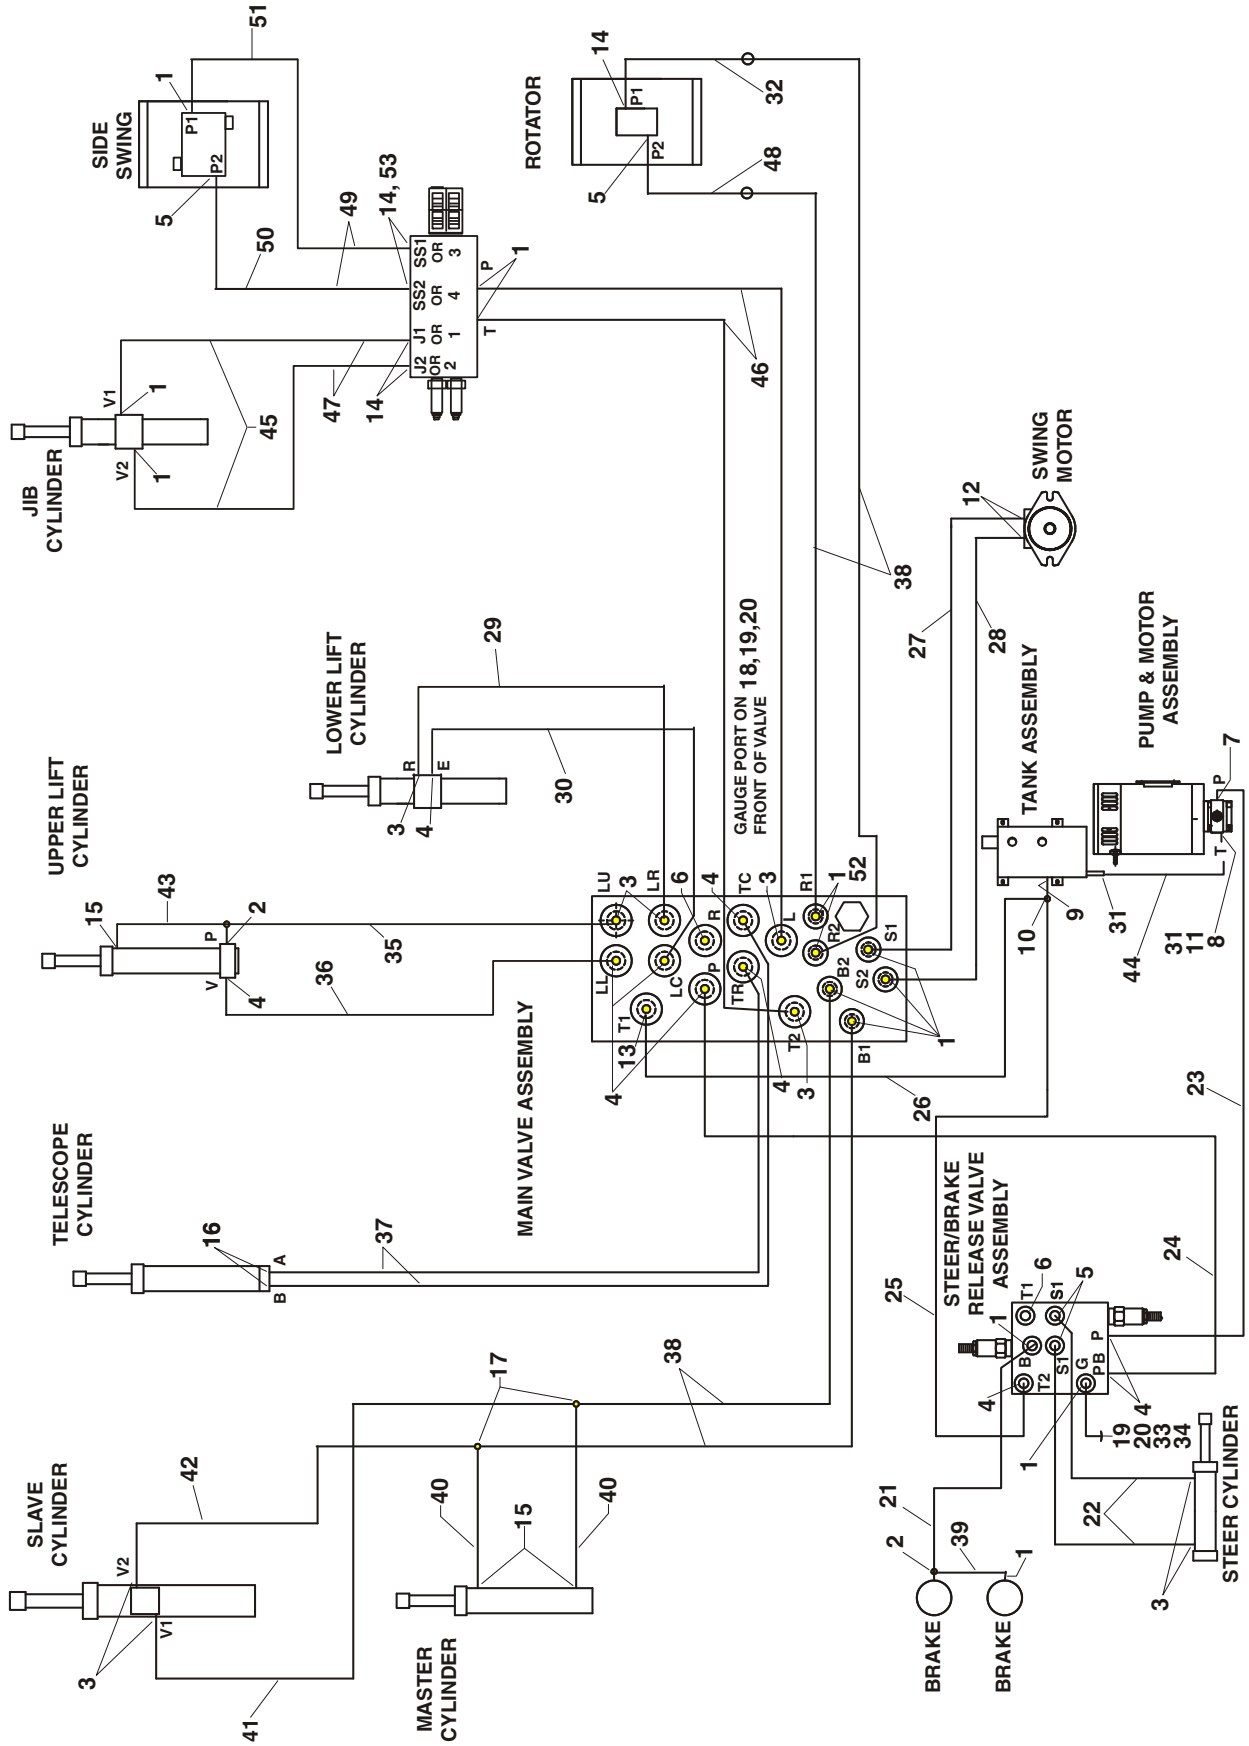 SLAVE
CYLINDER
V2
V1
3
42
41
MASTER
CYLINDER
40
15
40
17
38
TELESCOPE
CYLINDER
16
A
B
37
UPPER LIFT
CYLINDER
15
43
P
2
V
4
35
36
LOWER LIFT
CYLINDER
R
E
3
4
29
30
JIB
CYLINDER
V1
1
V2
1
45
47
SIDE
SWING
1
P1
P2
5
51
50
49
14, 53
14
J2
OR
2
J1
OR
1
SS2
OR
4
SS1
OR
3
T
P
1
46
ROTATOR
14
P1
P2
5
32
48
38
MAIN VALVE ASSEMBLY
LU
3
LR
6
R
4
TC
3
L
R1
1
52
LL
LC
P
TR
R2
B2
S1
S2
T1
13
T2
B1
4
4
3
1
GAUGE PORT ON
FRONT OF VALVE
18,19,20
26
27
28
12
SWING
MOTOR
TANK ASSEMBLY
10
9
31
44
PUMP & MOTOR
ASSEMBLY
7
P
T
31
11
8
23
24
25
STEER/BRAKE
RELEASE VALVE
ASSEMBLY
1
T1
6
S1
5
B
T2
S1
G
PB
P
4
4
1
19
20
33
34
21
22
2
39
1
BRAKE
BRAKE
3
STEER CYLINDER